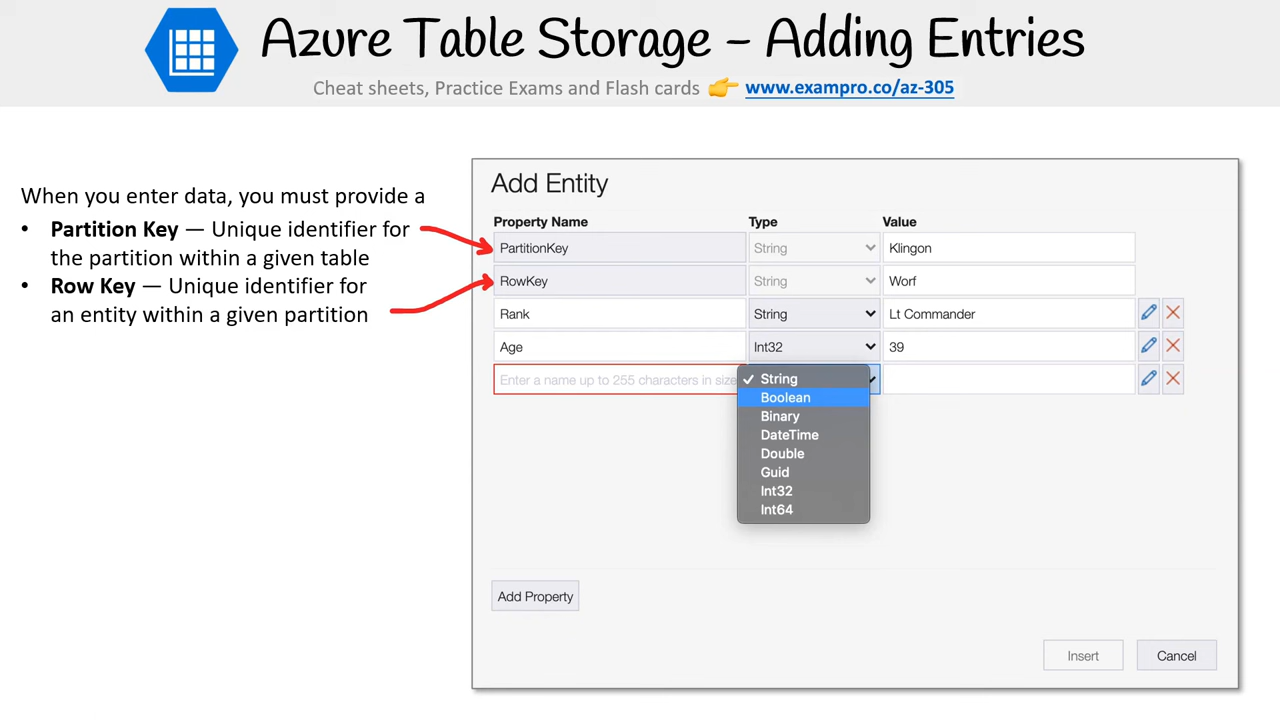 Azure Table Storage - Adding Entries
Cheat sheets, Practice Exams and Flash cards 👉 www.exampro.co/az-305
When you enter data, you must provide a
• Partition Key — Unique identifier for
the partition within a given table
• Row Key — Unique identifier for
an entity within a given partition
Add Entity
Property Name Type Value
PartitionKey String Klingon
RowKey String Worf
Rank String Lt Commander
Age Int32 39
Enter a name up to 255 characters in size
✓ String
Boolean
Binary
DateTime
Double
Guid
Int32
Int64
Add Property
Insert Cancel